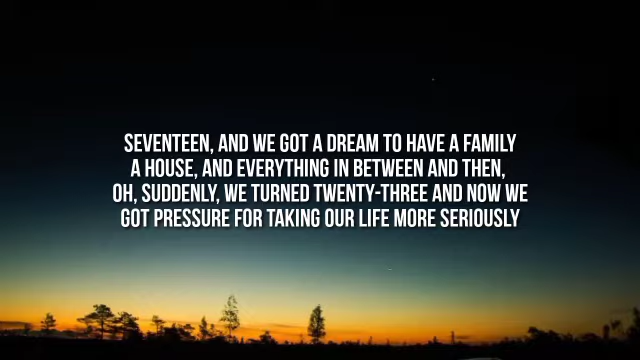 SEVENTEEN, AND WE GOT A DREAM TO HAVE A FAMILY
A HOUSE, AND EVERYTHING IN BETWEEN AND THEN,
OH, SUDDENLY, WE TURNED TWENTY-THREE AND NOW WE
GOT PRESSURE FOR TAKING OUR LIFE MORE SERIOUSLY